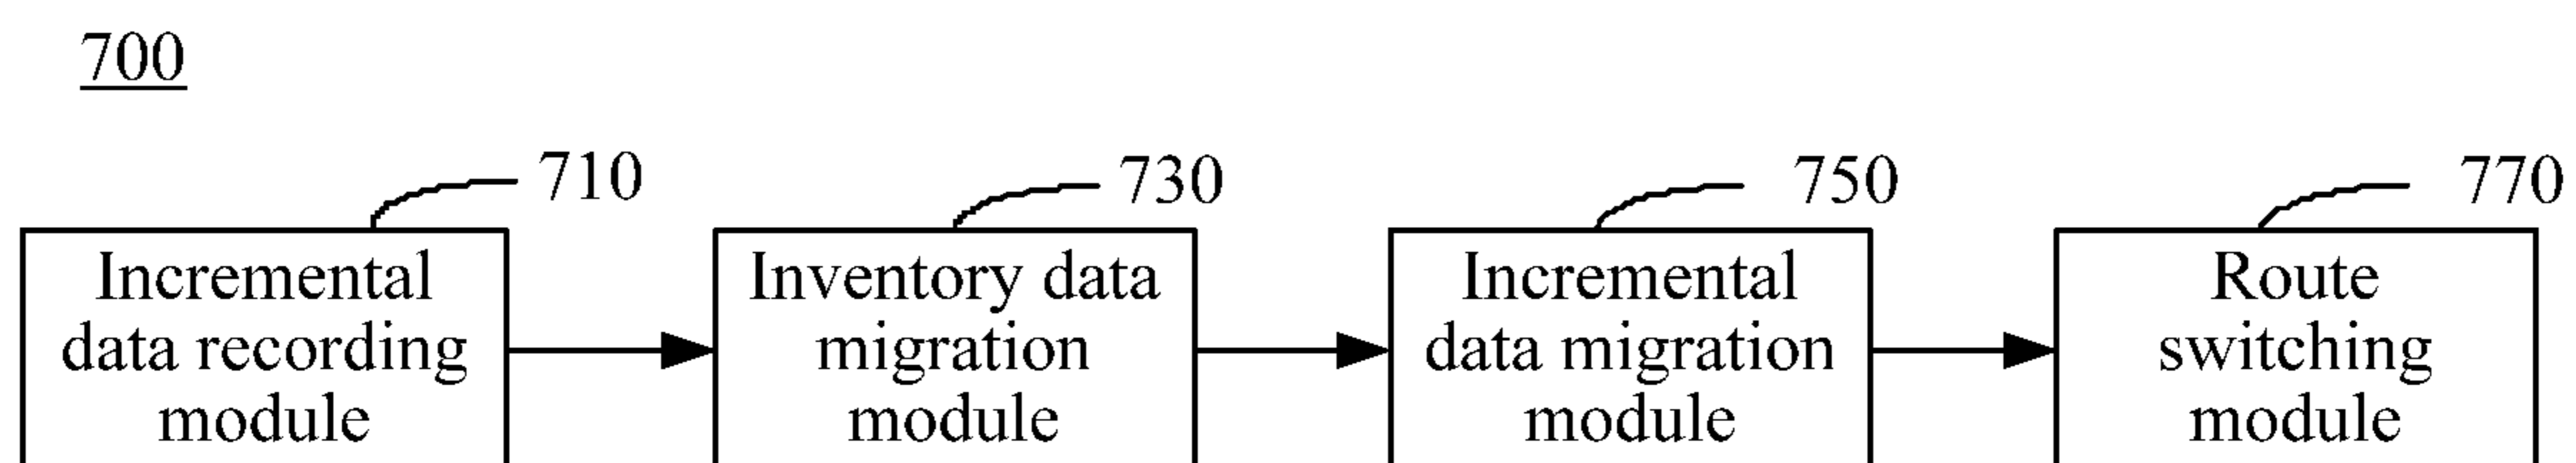 700
710
730
750
770
Incremental
data recording
module
Inventory data
migration
module
Incremental
data migration
module
Route
switching
module